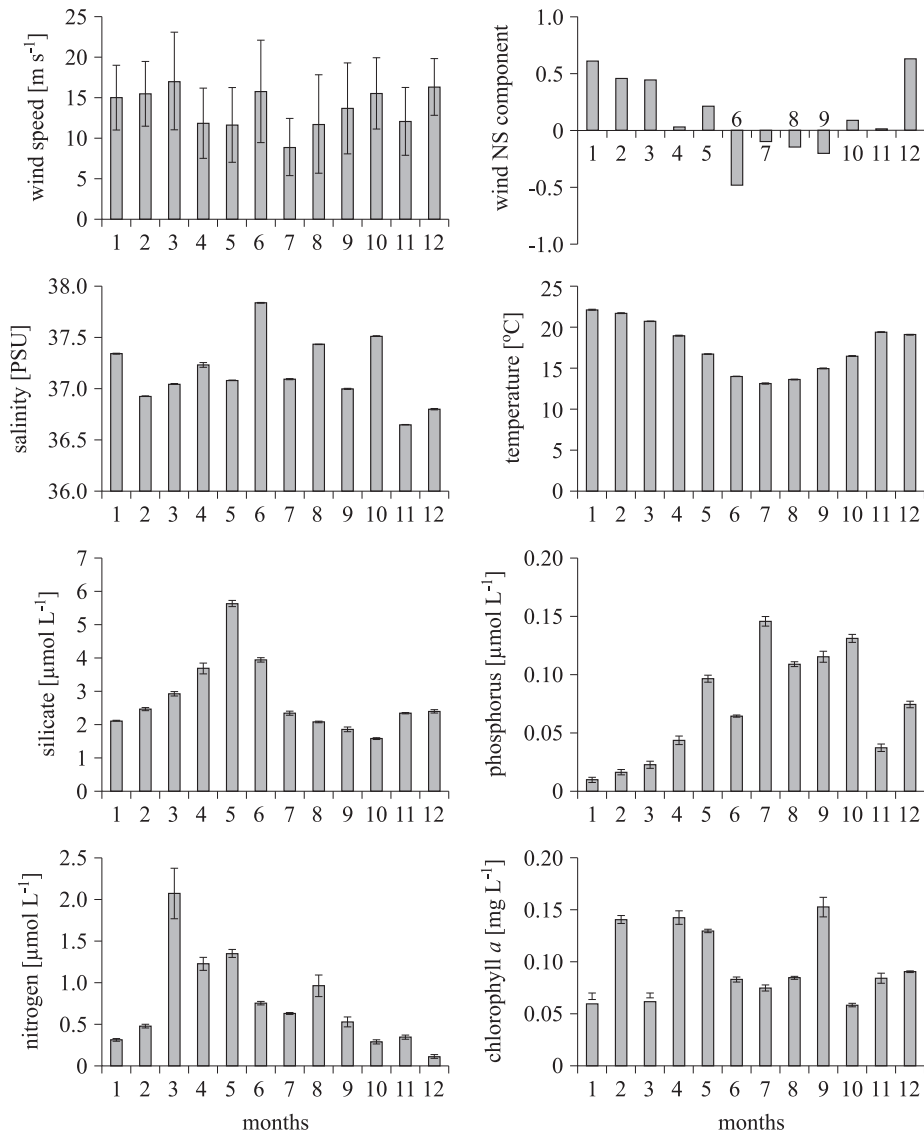 wind speed [m s⁻¹]
25
20
15
10
5
0
1 2 3 4 5 6 7 8 9 10 11 12
wind NS component
1.0
0.5
0
-0.5
-1.0
6 8 9
1 2 3 4 5 7 10 11 12
salinity [PSU]
38.0
37.5
37.0
36.5
36.0
1 2 3 4 5 6 7 8 9 10 11 12
temperature [ºC]
25
20
15
10
5
0
1 2 3 4 5 6 7 8 9 10 11 12
silicate [µmol L⁻¹]
7
6
5
4
3
2
1
0
1 2 3 4 5 6 7 8 9 10 11 12
phosphorus [µmol L⁻¹]
0.20
0.15
0.10
0.05
0
1 2 3 4 5 6 7 8 9 10 11 12
nitrogen [µmol L⁻¹]
2.5
2.0
1.5
1.0
0.5
0
1 2 3 4 5 6 7 8 9 10 11 12
months
chlorophyll a [mg L⁻¹]
0.20
0.15
0.10
0.05
0
1 2 3 4 5 6 7 8 9 10 11 12
months